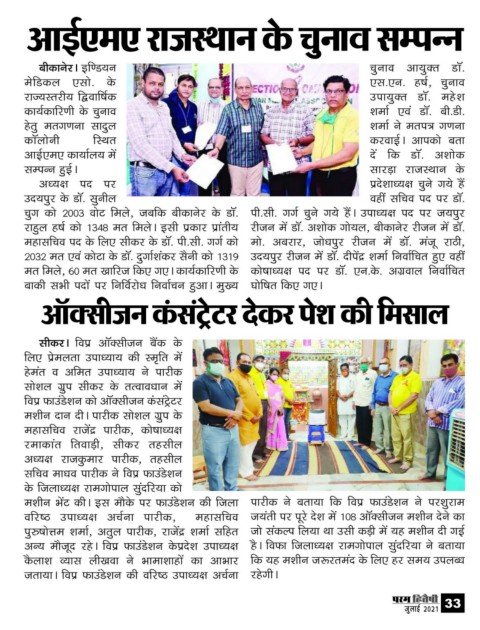 आईएमए राजस्थान के चुनाव सम्पन्न
बीकानेर। इण्डियन
मेडिकल एसो. के
राज्यस्तरीय द्विवार्षिक
कार्यकारिणी के चुनाव
हेतु मतगणना सादुल
कॉलोनी स्थित
आईएमए कार्यालय में
सम्पन्न हुई।
अध्यक्ष पद पर
उदयपुर के डॉ. सुनील
चुग को 2003 वोट मिले, जबकि बीकानेर के डॉ.
राहुल हर्ष को 1348 मत मिले। इसी प्रकार प्रांतीय
महासचिव पद के लिए सीकर के डॉ. पी.सी. गर्ग को
2032 मत एवं कोटा के डॉ. दुर्गाशंकर सैनी को 1319
मत मिले, 60 मत खारिज किए गए। कार्यकारिणी के
बाकी सभी पदों पर निर्विरोध निर्वाचन हुआ। मुख्य
चुनाव आयुक्त डॉ.
एस.एन. हर्ष, चुनाव
उपायुक्त डॉ. महेश
शर्मा एवं डॉ. बी.डी.
शर्मा ने मतपत्र गणना
करवाई। आपको बता
दें कि डॉ. अशोक
सारड़ा राजस्थान के
प्रदेशाध्यक्ष चुने गये हैं
वहीं सचिव पद पर डॉ.
पी.सी. गर्ग चुने गये हैं। उपाध्यक्ष पद पर जयपुर
रीजन में डॉ. अशोक गोयल, बीकानेर रीजन में डॉ.
मो. अबरार, जोधपुर रीजन में डॉ. मंजू राठी,
उदयपुर रीजन में डॉ. दीपेंद्र शर्मा निर्वाचित हुए वहीं
कोषाध्यक्ष पद पर डॉ. एन.के. अग्रवाल निर्वाचित
घोषित किए गए।
ऑक्सीजन कंसंट्रेटर देकर पेश की मिसाल
सीकर। विप्र ऑक्सीजन बैंक के
लिए प्रेमलता उपाध्याय की स्मृति में
हेमंत व अमित उपाध्याय ने पारीक
सोशल ग्रुप सीकर के तत्वावधान में
विप्र फाउंडेशन को ऑक्सीजन कंसंट्रेटर
मशीन दान दी। पारीक सोशल ग्रुप के
महासचिव राजेंद्र पारीक, कोषाध्यक्ष
रमाकांत तिवाड़ी, सीकर तहसील
अध्यक्ष राजकुमार पारीक, तहसील
सचिव माधव पारीक ने विप्र फाउंडेशन
के जिलाध्यक्ष रामगोपाल सुंदरिया को
मशीन भेंट की। इस मौके पर फाउंडेशन की जिला
वरिष्ठ उपाध्यक्ष अर्चना पारीक, महासचिव
पुरुषोत्तम शर्मा, अतुल पारीक, राजेंद्र शर्मा सहित
अन्य मौजूद रहे। विप्र फाउंडेशन केप्रदेश उपाध्यक्ष
कैलाश व्यास लीखवा ने भामाशाहों का आभार
जताया। विप्र फाउंडेशन की वरिष्ठ उपाध्यक्ष अर्चना
पारीक ने बताया कि विप्र फाउंडेशन ने परशुराम
जयंती पर पूरे देश में 108 ऑक्सीजन मशीन देने का
जो संकल्प लिया था उसी कड़ी में यह मशीन दी गई
है। विफा जिलाध्यक्ष रामगोपाल सुंदरिया ने बताया
कि यह मशीन जरूरतमंद के लिए हर समय उपलब्ध
रहेगी।
परम हितैषी
जुलाई 2021 33